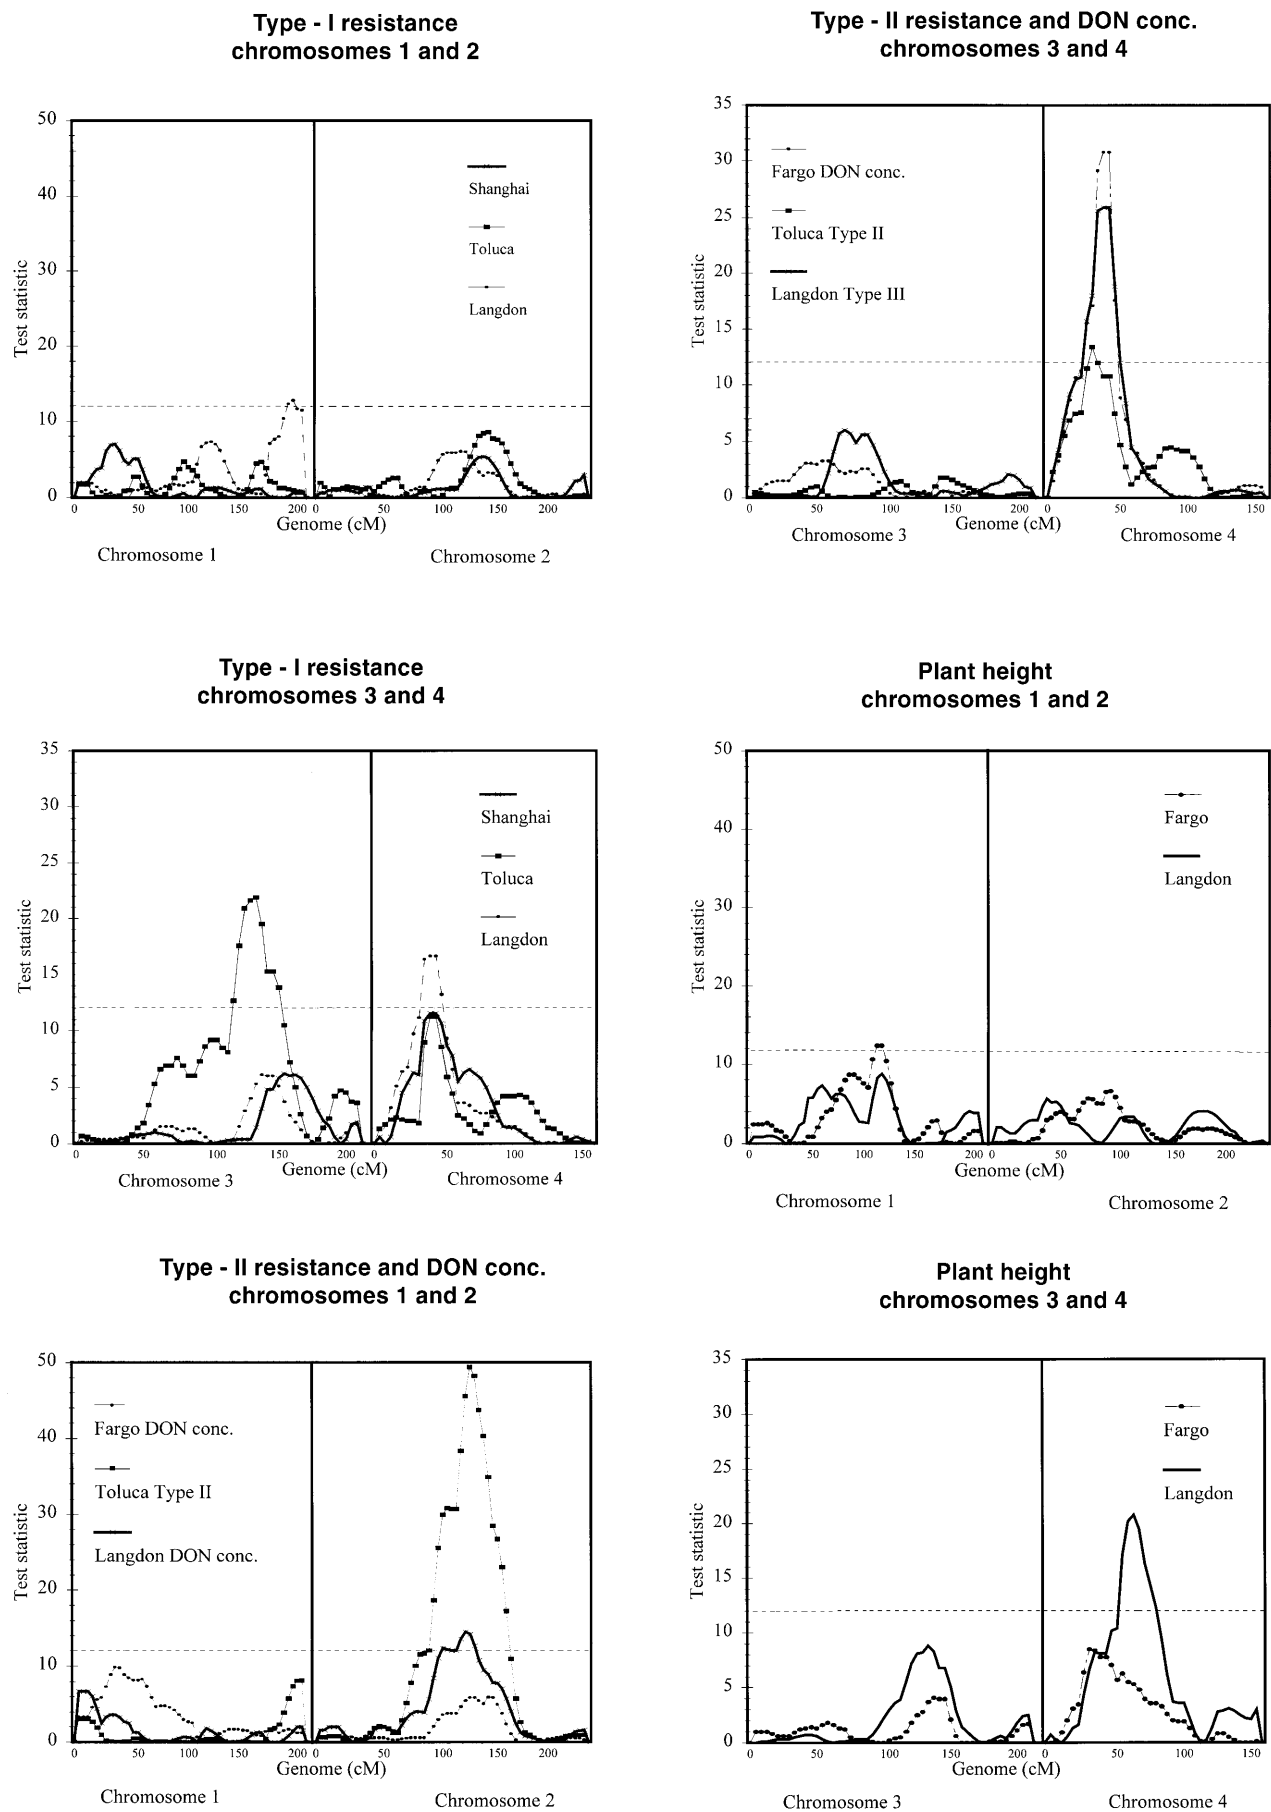 Type - I resistance
chromosomes 1 and 2
50
40
30
20
10
0
Test statistic
Shanghai
Toluca
Langdon
0 50 100 150 200 0 50 100 150 200
Genome (cM)
Chromosome 1 Chromosome 2
Type - II resistance and DON conc.
chromosomes 3 and 4
35
30
25
20
15
10
5
0
Test statistic
Fargo DON conc.
Toluca Type II
Langdon Type III
0 50 100 150 200 0 50 100 150
Genome (cM)
Chromosome 3 Chromosome 4
Type - I resistance
chromosomes 3 and 4
35
30
25
20
15
10
5
0
Test statistic
Shanghai
Toluca
Langdon
0 50 100 150 200 0 50 100 150
Genome (cM)
Chromosome 3 Chromosome 4
Plant height
chromosomes 1 and 2
50
40
30
20
10
0
Test statistic
Fargo
Langdon
0 50 100 150 200 0 50 100 150 200
Genome (cM)
Chromosome 1 Chromosome 2
Type - II resistance and DON conc.
chromosomes 1 and 2
50
40
30
20
10
0
Test statistic
Fargo DON conc.
Toluca Type II
Langdon DON conc.
0 50 100 150 200 0 50 100 150 200
Genome (cM)
Chromosome 1 Chromosome 2
Plant height
chromosomes 3 and 4
35
30
25
20
15
10
5
0
Test statistic
Fargo
Langdon
0 50 100 150 200 0 50 100 150
Genome (cM)
Chromosome 3 Chromosome 4